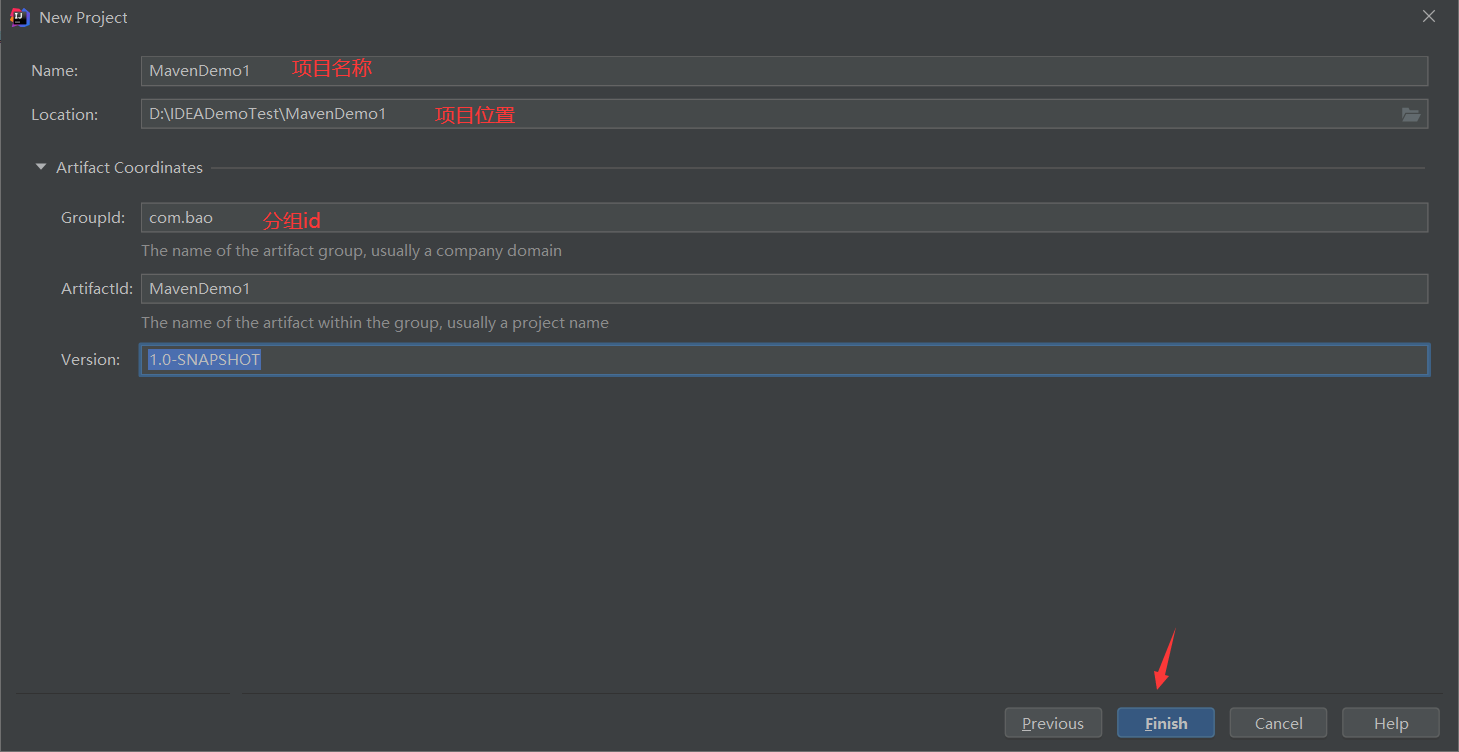 New Project
Name: MavenDemo1 项目名称
Location: D:\IDEADemoTest\MavenDemo1 项目位置
Artifact Coordinates
GroupId: com.bao 分组id
The name of the artifact group, usually a company domain
ArtifactId: MavenDemo1
The name of the artifact within the group, usually a project name
Version: 1.0-SNAPSHOT
Previous Finish Cancel Help